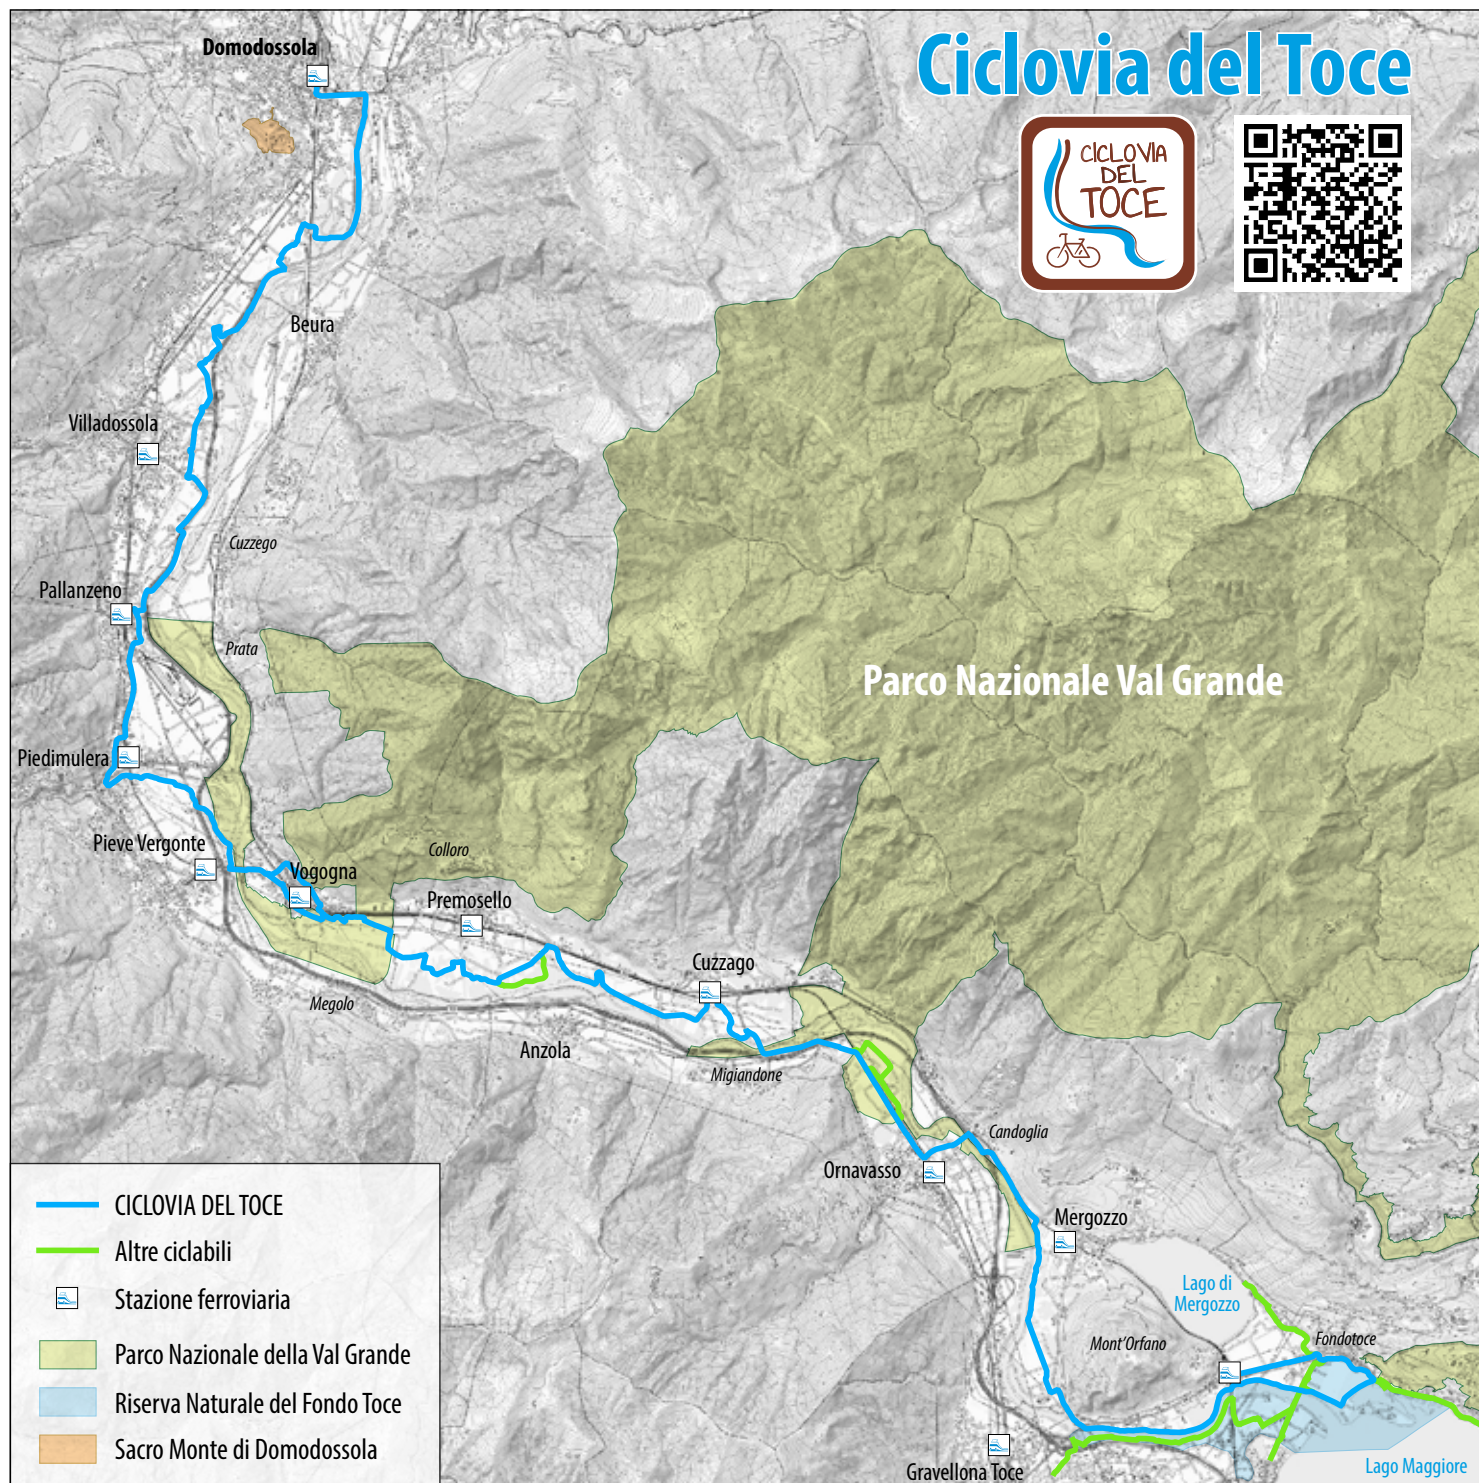 Domodossola
Ciclovia del Toce
CICLOVIA
DEL
TOCE
Beura
Villadossola
Cuzzego
Pallanzeno
Prata
Parco Nazionale Val Grande
Piedimulera
Pieve Vergonte
Colloro
Vogogna
Premosello
Cuzzago
Megolo
Anzola
Migiandone
Candoglia
Ornavasso
Mergozzo
Lago di
Mergozzo
Mont'Orfano
Fondotoce
Gravellona Toce
Lago Maggiore
CICLOVIA DEL TOCE
Altre ciclabili
Stazione ferroviaria
Parco Nazionale della Val Grande
Riserva Naturale del Fondo Toce
Sacro Monte di Domodossola